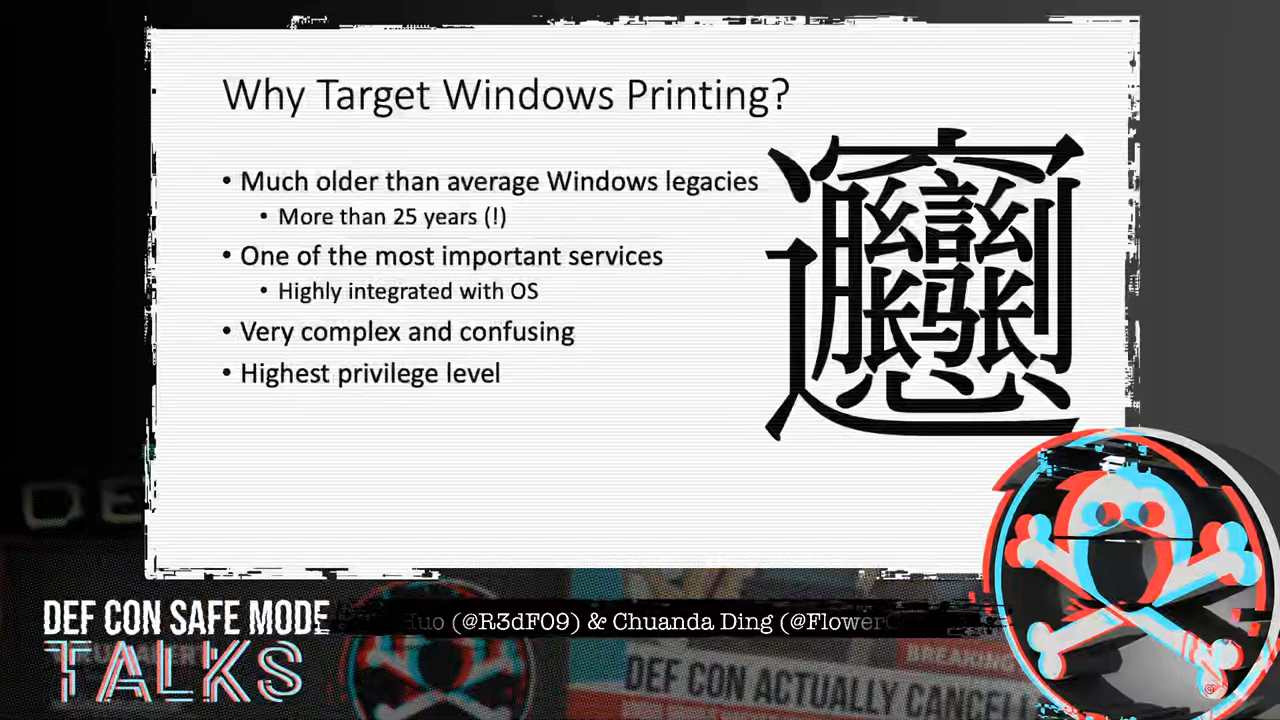 Why Target Windows Printing?
• Much older than average Windows legacies
• More than 25 years (!)
• One of the most important services
• Highly integrated with OS
• Very complex and confusing
• Highest privilege level
DEF CON SAFE MODE
TALKS
(@R3dF09) & Chuanda Ding (@Flower
DEF CON ACTUALLY